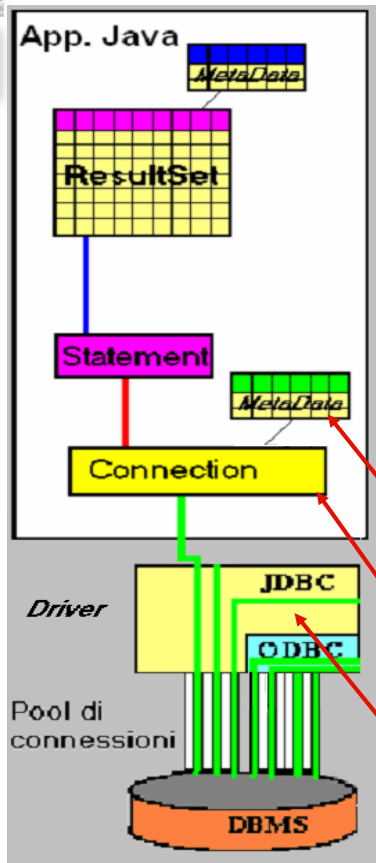 App. Java
MetaData
ResultSet
Statement
MetaData
Connection
JDBC
Driver
ODBC
Pool di
connessioni
DBMS